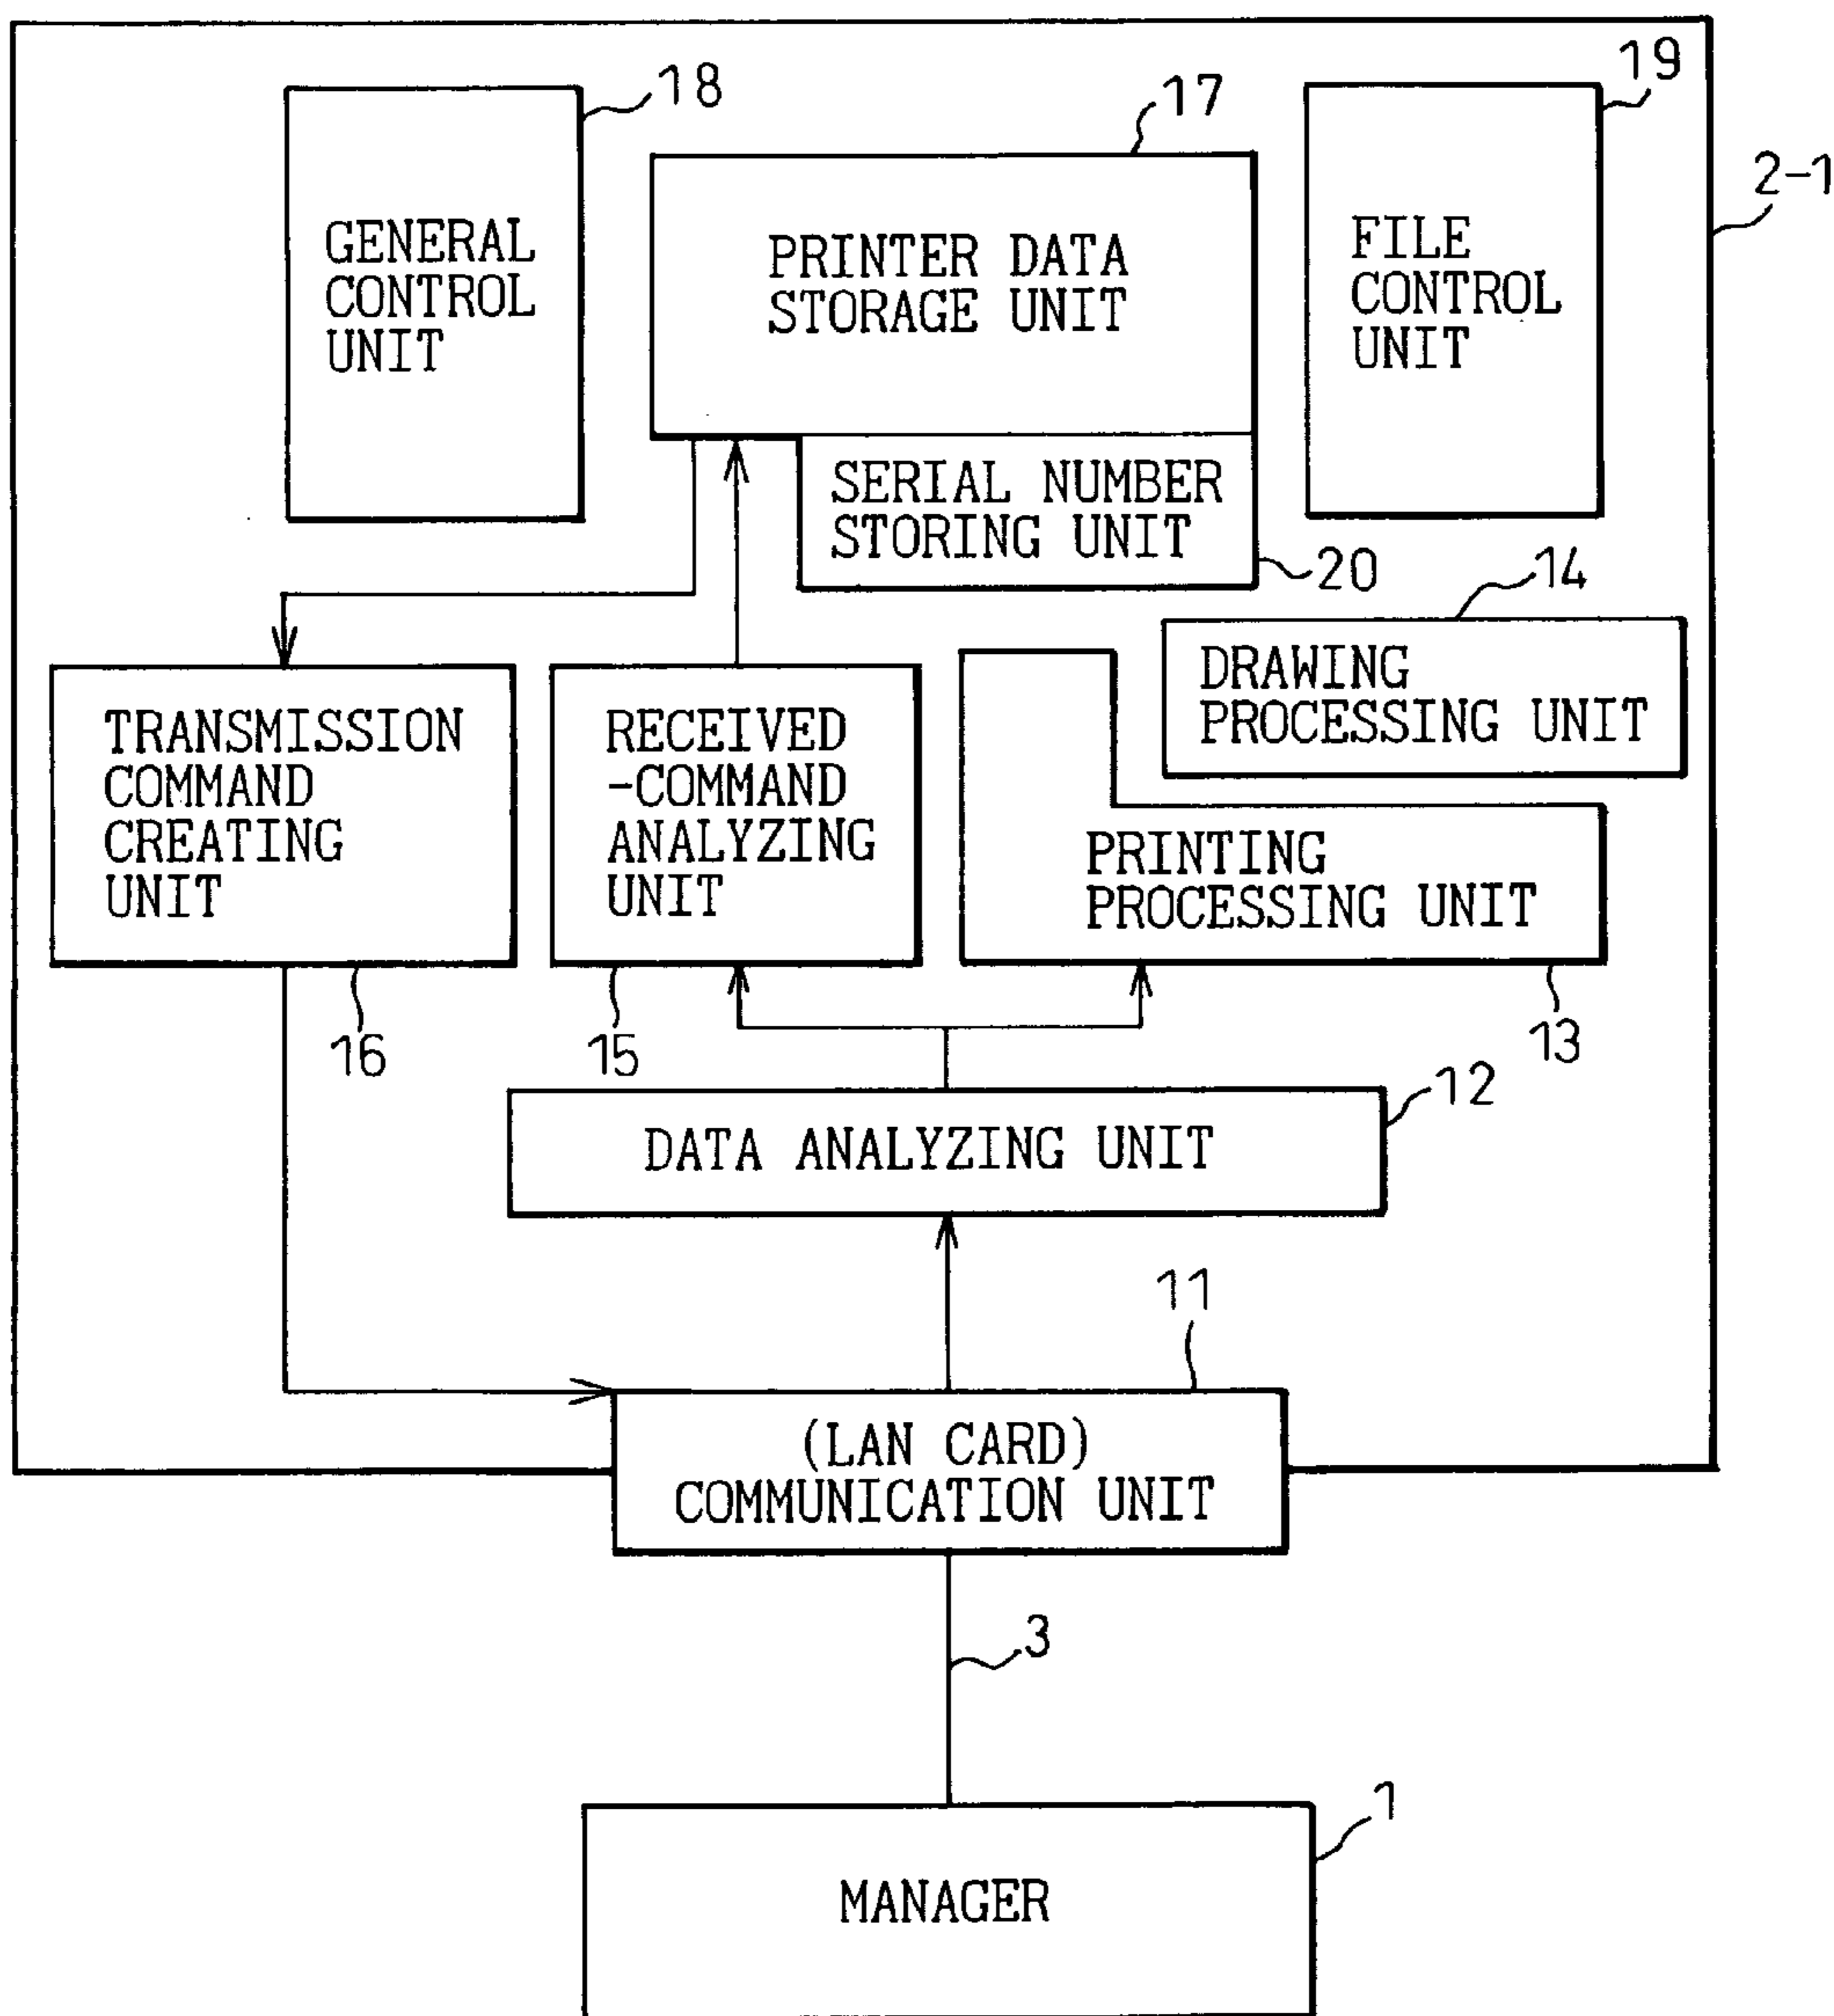 19
18
17
2-1
GENERAL
CONTROL
UNIT
PRINTER DATA
STORAGE UNIT
FILE
CONTROL
UNIT
SERIAL NUMBER
STORING UNIT
20
14
DRAWING
PROCESSING UNIT
TRANSMISSION
COMMAND
CREATING
UNIT
RECEIVED
-COMMAND
ANALYZING
UNIT
PRINTING
PROCESSING UNIT
16
15
13
12
DATA ANALYZING UNIT
11
(LAN CARD)
COMMUNICATION UNIT
3
1
MANAGER